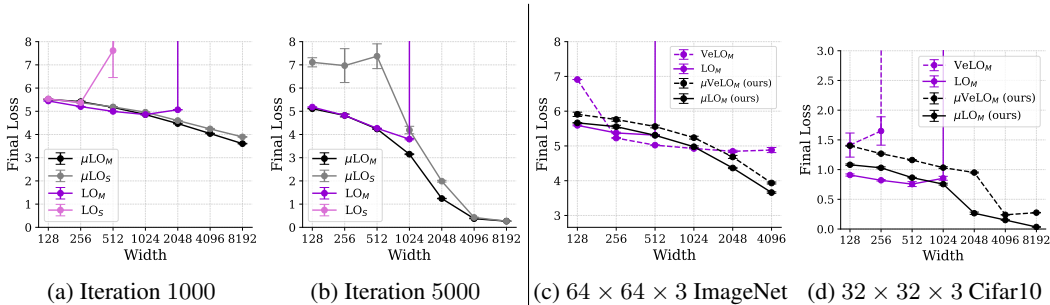 8
7
6
5
4
3
2
1
0
Final Loss
μLO_M
μLO_S
LO_M
LO_S
128 256 512 1024 2048 4096 8192
Width
(a) Iteration 1000
8
7
6
5
4
3
2
1
0
Final Loss
μLO_M
μLO_S
LO_M
128 256 512 1024 2048 4096 8192
Width
(b) Iteration 5000
7
6
5
4
3
Final Loss
VeLO_M
LO_M
μVeLO_M (ours)
μLO_M (ours)
128 256 512 1024 2048 4096
Width
(c) 64 × 64 × 3 ImageNet
3.0
2.5
2.0
1.5
1.0
0.5
0.0
Final Loss
VeLO_M
LO_M
μVeLO_M (ours)
μLO_M (ours)
128 256 512 1024 2048 4096 8192
Width
(d) 32 × 32 × 3 Cifar10